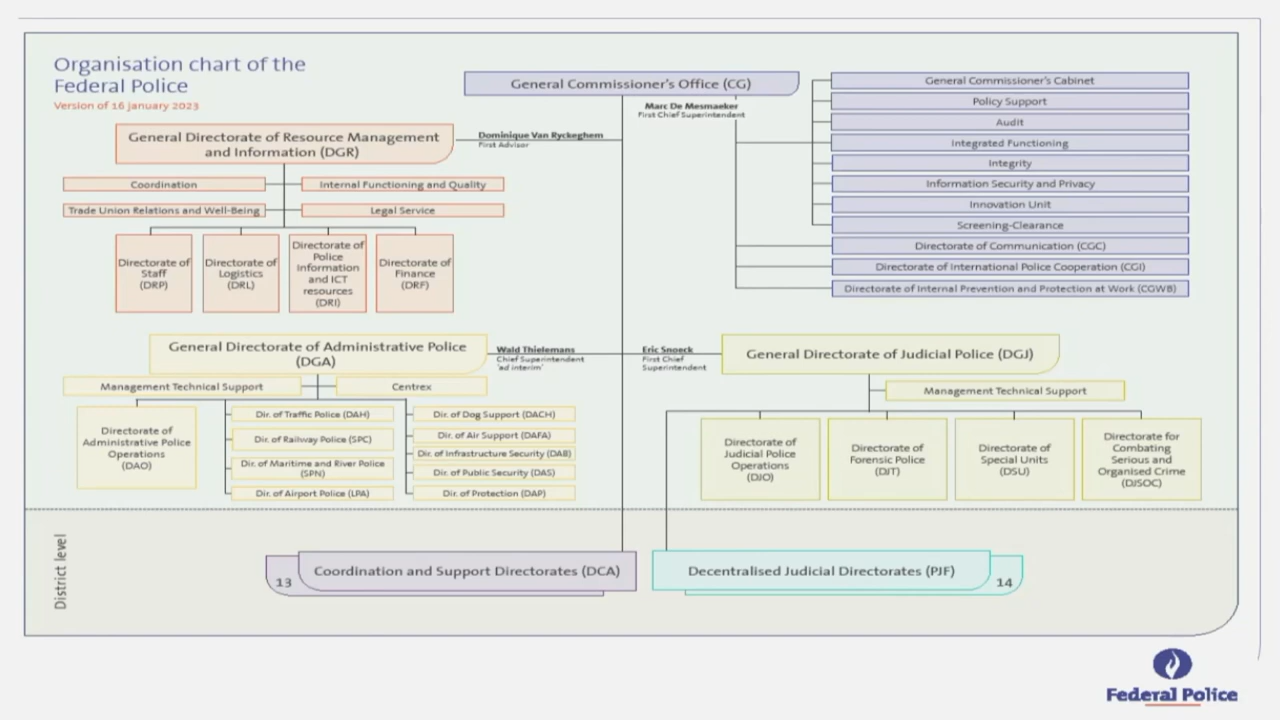 Organisation chart of the
Federal Police
Version of 16 january 2023
General Commissioner's Office (CG)
Marc De Mesmaeker
First Chief Superintendent
General Commissioner's Cabinet
Policy Support
Audit
Integrated Functioning
Integrity
Information Security and Privacy
Innovation Unit
Screening-Clearance
Directorate of Communication (CGC)
Directorate of International Police Cooperation (CGI)
Directorate of Internal Prevention and Protection at Work (CGWB)
General Directorate of Resource Management
and Information (DGR)
Dominique Van Ryckeghem
First Advisor
Coordination
Internal Functioning and Quality
Trade Union Relations and Well-Being
Legal Service
Directorate of
Staff
(DRP)
Directorate of
Logistics
(DRL)
Directorate of
Police
Information
and ICT
resources
(DRI)
Directorate of
Finance
(DRF)
General Directorate of Administrative Police
(DGA)
Wald Thielemans
Chief Superintendent
'ad interim'
Management Technical Support
Centrex
Directorate of
Administrative Police
Operations
(DAO)
Dir. of Traffic Police (DAH)
Dir. of Railway Police (SPC)
Dir. of Maritime and River Police
(SPN)
Dir. of Airport Police (LPA)
Dir. of Dog Support (DACH)
Dir. of Air Support (DAFA)
Dir. of Infrastructure Security (DAB)
Dir. of Public Security (DAS)
Dir. of Protection (DAP)
Eric Snoeck
First Chief
Superintendent
General Directorate of Judicial Police (DGJ)
Management Technical Support
Directorate of
Judicial Police
Operations
(DJO)
Directorate of
Forensic Police
(DJT)
Directorate of
Special Units
(DSU)
Directorate for
Combating
Serious and
Organised Crime
(DJSOC)
District level
13
Coordination and Support Directorates (DCA)
Decentralised Judicial Directorates (PJF)
14
Federal Police